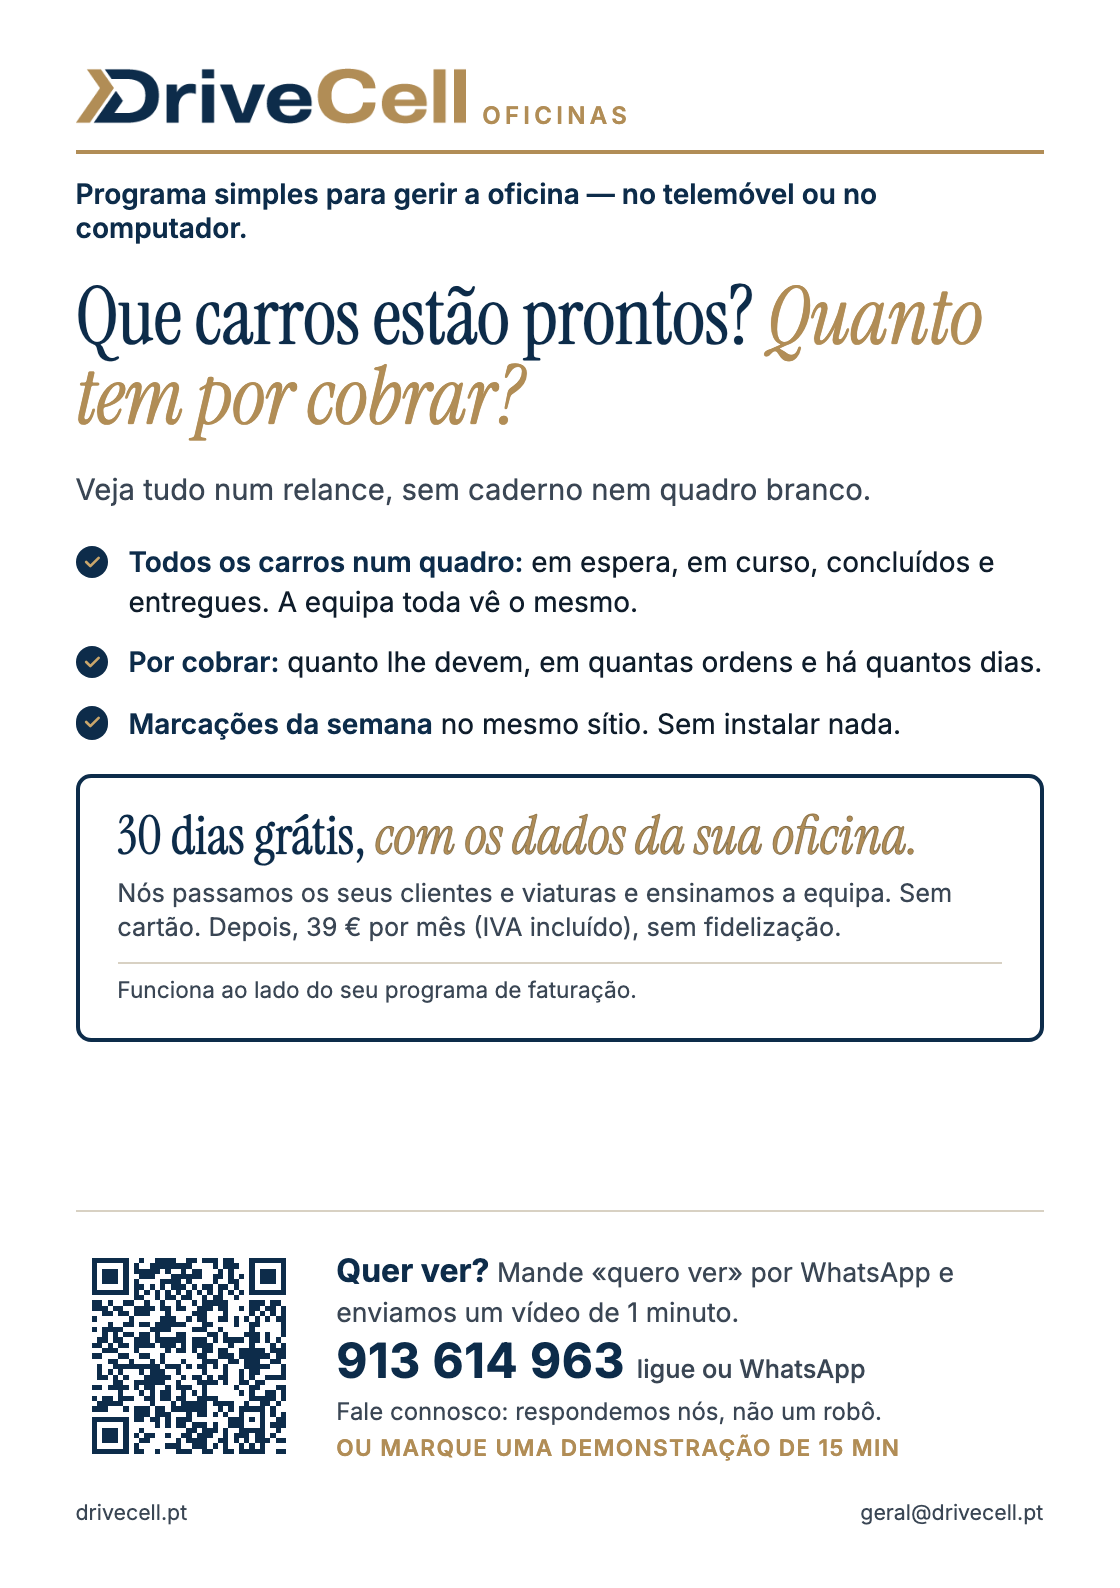 DriveCell OFICINAS
Programa simples para gerir a oficina — no telemóvel ou no
computador.
Que carros estão prontos? Quanto
tem por cobrar?
Veja tudo num relance, sem caderno nem quadro branco.
Todos os carros num quadro: em espera, em curso, concluídos e
entregues. A equipa toda vê o mesmo.
Por cobrar: quanto lhe devem, em quantas ordens e há quantos dias.
Marcações da semana no mesmo sítio. Sem instalar nada.
30 dias grátis, com os dados da sua oficina.
Nós passamos os seus clientes e viaturas e ensinamos a equipa. Sem
cartão. Depois, 39 € por mês (IVA incluído), sem fidelização.
Funciona ao lado do seu programa de faturação.
Quer ver? Mande «quero ver» por WhatsApp e
enviamos um vídeo de 1 minuto.
913 614 963 ligue ou WhatsApp
Fale connosco: respondemos nós, não um robô.
OU MARQUE UMA DEMONSTRAÇÃO DE 15 MIN
drivecell.pt
geral@drivecell.pt